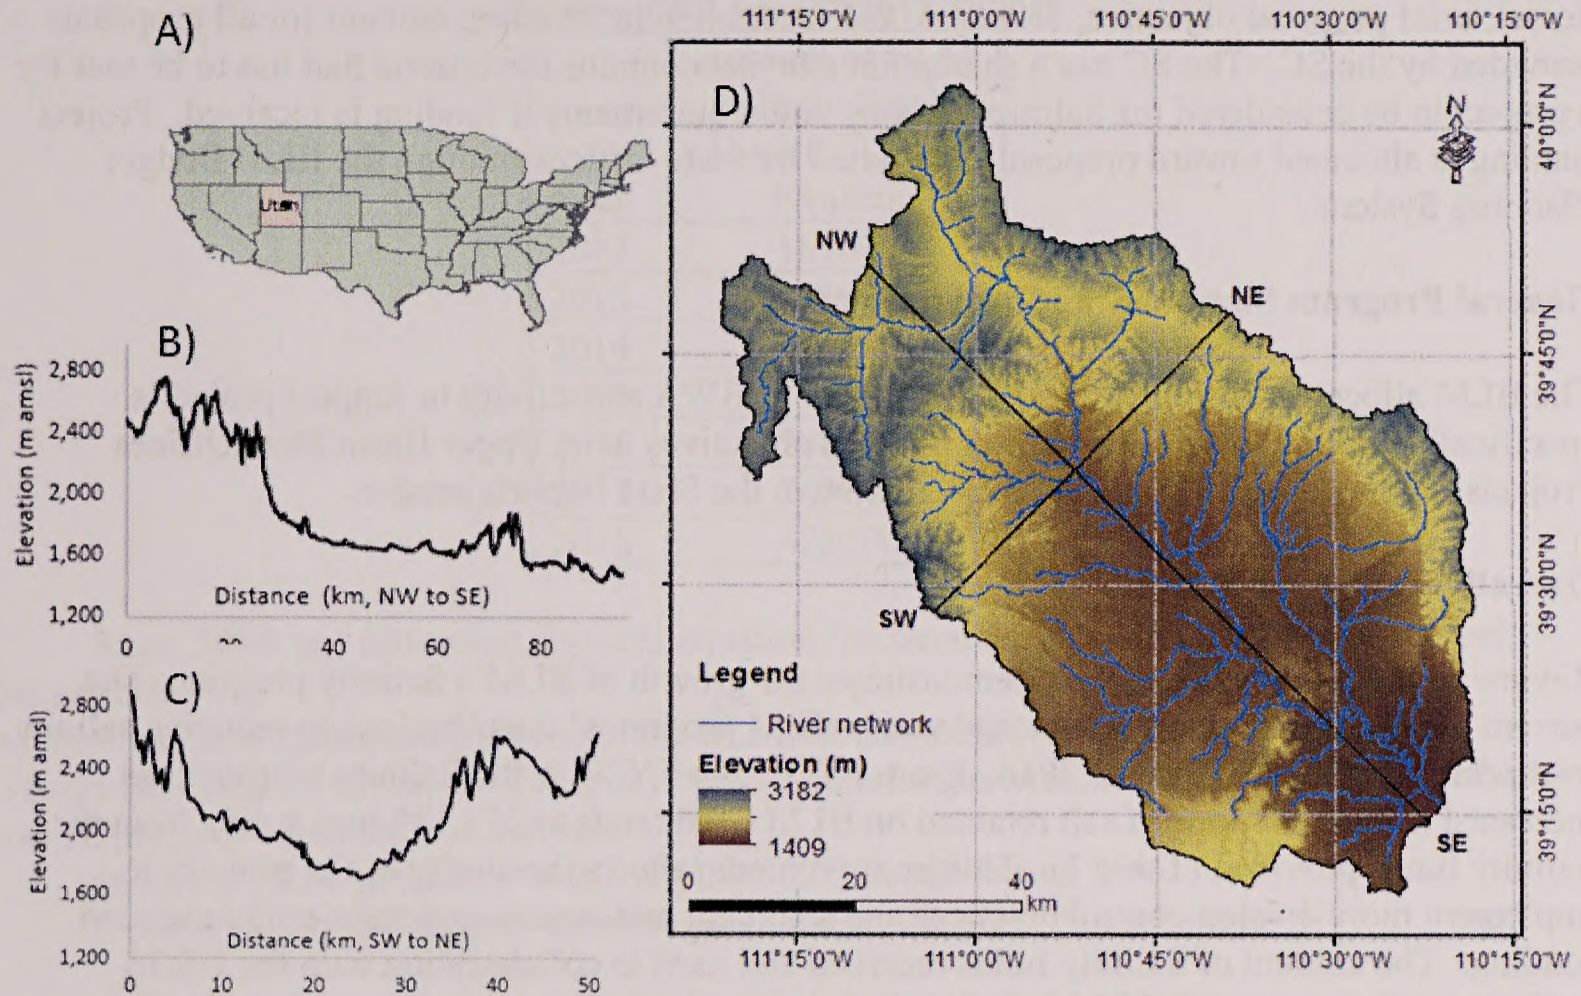 111°15'0"W 111°0'0"W 110°45'0"W 110°30'0"W 110°15'0"W
A)
D)
N
40°0'0"N
Utah
NW
NE
B)
39°45'0"N
Elevation (m amsl)
2,800
2,400
2,000
1,600
1,200
Distance (km, NW to SE)
0 40 60 80
39°30'0"N
SW
C)
Elevation (m amsl)
2,800
2,400
2,000
1,600
1,200
Distance (km, SW to NE)
0 10 20 30 40 50
Legend
River network
Elevation (m)
3182
1409
0 20 40
km
SE
39°15'0"N
111°15'0"W 111°0'0"W 110°45'0"W 110°30'0"W 110°15'0"W